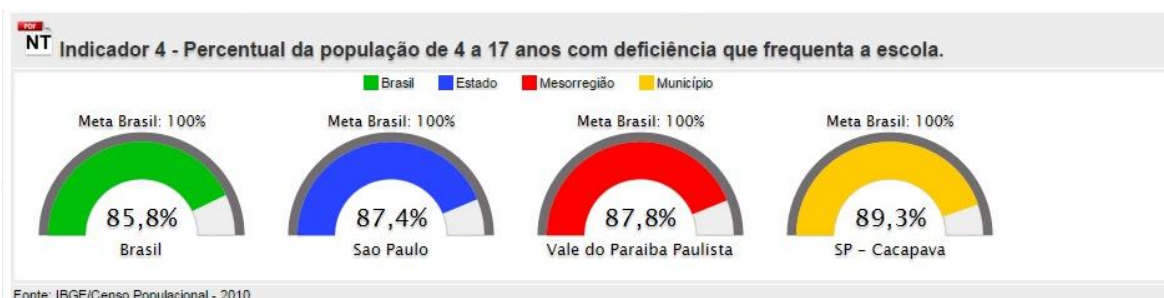 PDF
NT Indicador 4 - Percentual da população de 4 a 17 anos com deficiência que frequenta a escola.
Brasil Estado Mesorregião Município
Meta Brasil: 100% Meta Brasil: 100% Meta Brasil: 100% Meta Brasil: 100%
85,8% 87,4% 87,8% 89,3%
Brasil Sao Paulo Vale do Paraiba Paulista SP - Cacapava
Fonte: IBGE/Censo Populacional - 2010